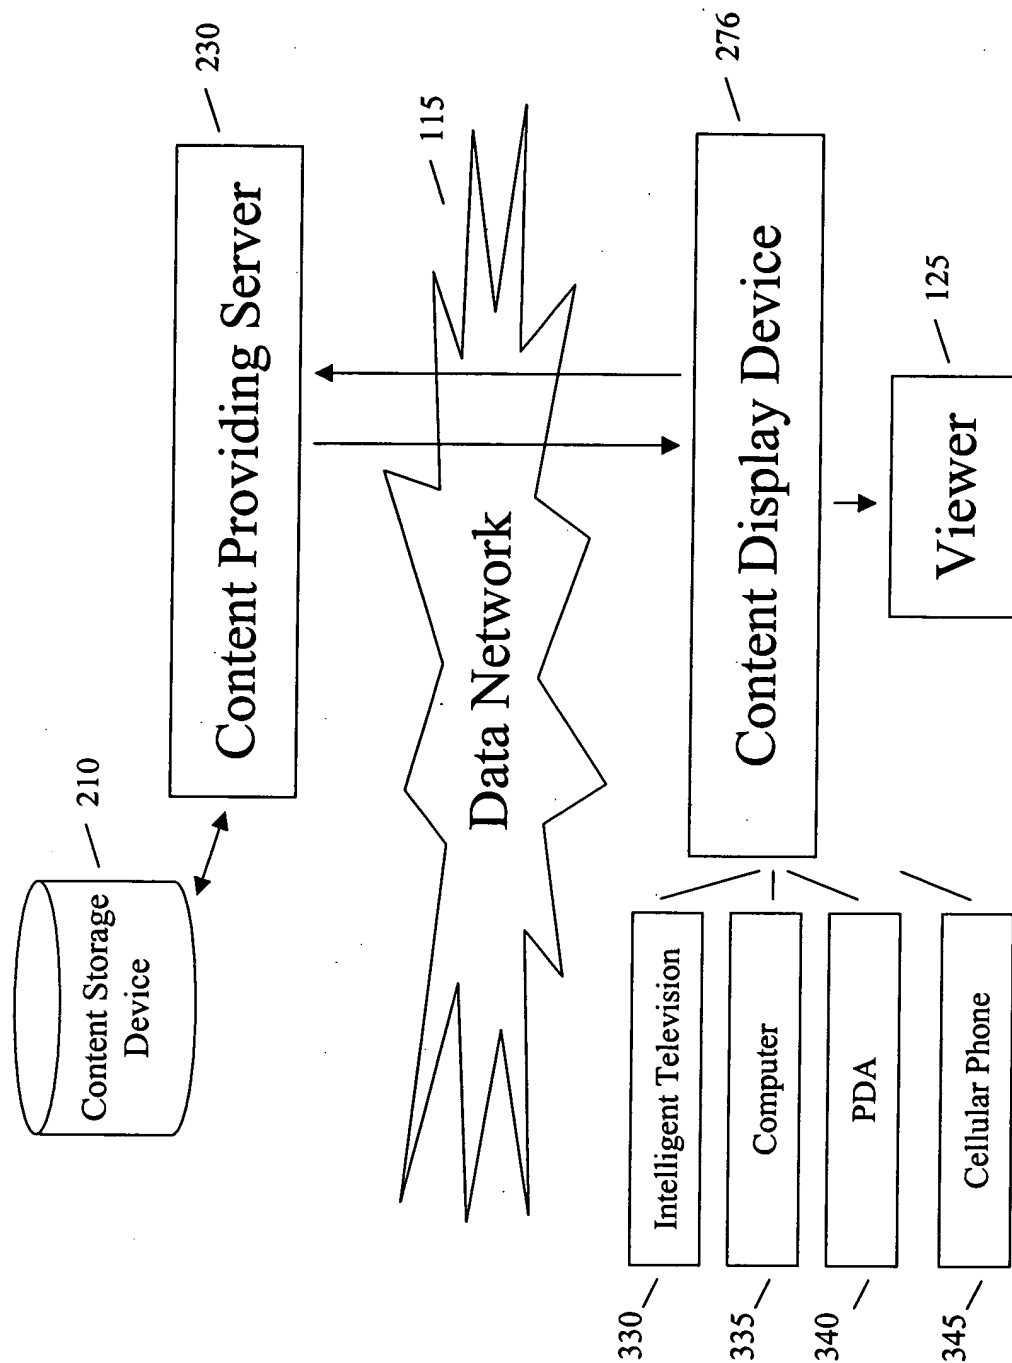 210
Content Storage
Device
230
Content Providing Server
115
Data Network
276
Content Display Device
330
Intelligent Television
335
Computer
340
PDA
345
Cellular Phone
125
Viewer